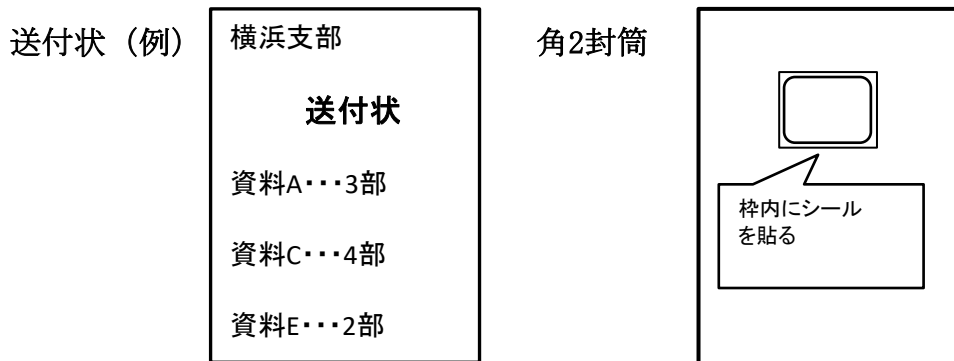 送付状（例）
横浜支部
送付状
資料A・・・3部
資料C・・・4部
資料E・・・2部
角2封筒
枠内にシール
を貼る